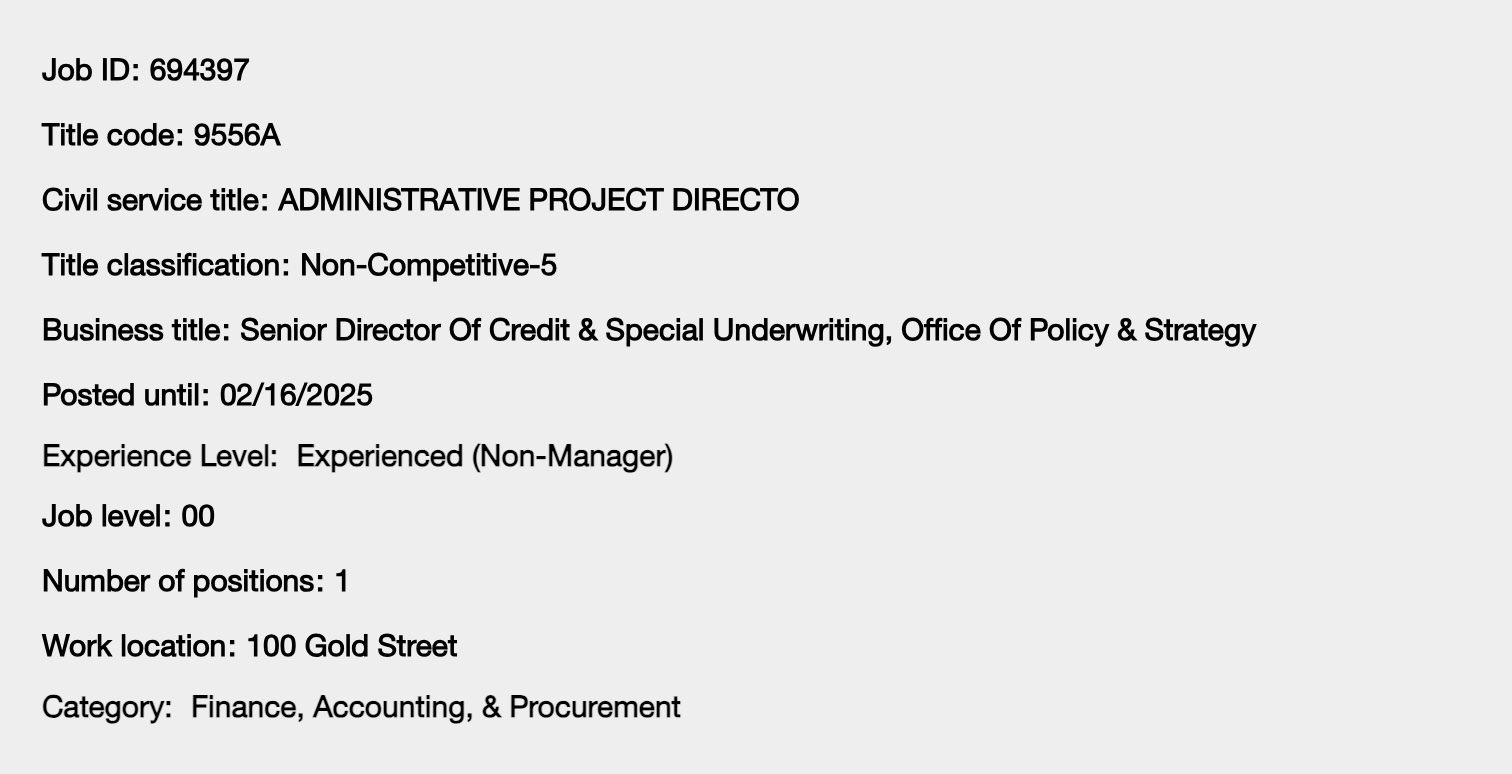 Job ID: 694397
Title code: 9556A
Civil service title: ADMINISTRATIVE PROJECT DIRECTO
Title classification: Non-Competitive-5
Business title: Senior Director Of Credit & Special Underwriting, Office Of Policy & Strategy
Posted until: 02/16/2025
Experience Level: Experienced (Non-Manager)
Job level: 00
Number of positions: 1
Work location: 100 Gold Street
Category: Finance, Accounting, & Procurement